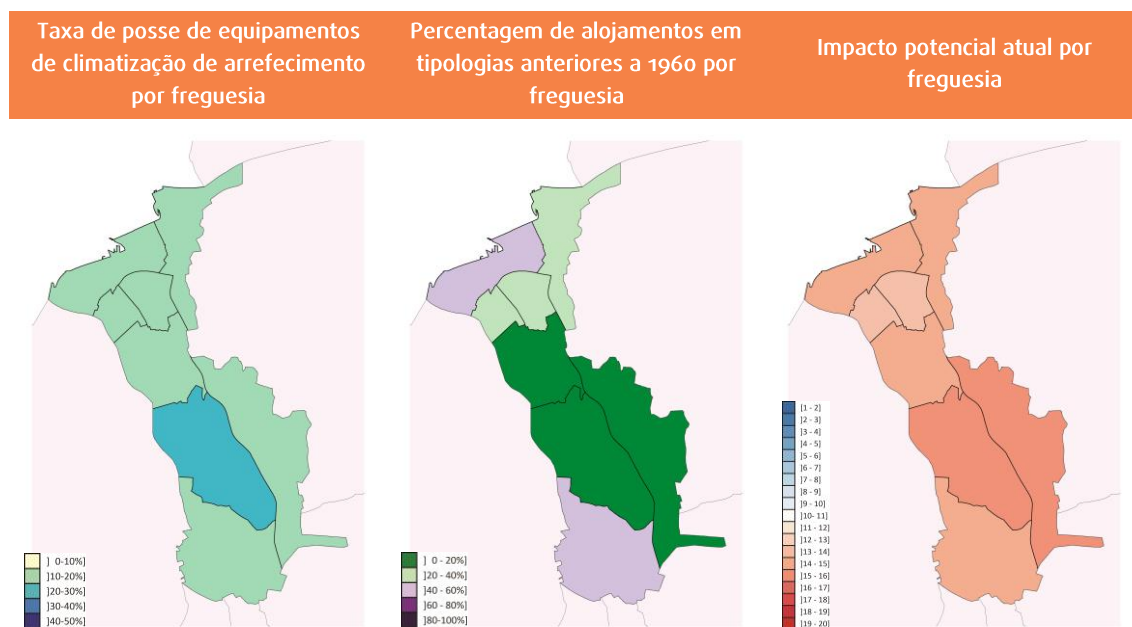 Taxa de posse de equipamentos
de climatização de arrefecimento
por freguesia
Percentagem de alojamentos em
tipologias anteriores a 1960 por
freguesia
Impacto potencial atual por
freguesia
] 0-10%]
]10-20%]
]20-30%]
]30-40%]
]40-50%]
] 0 - 20%]
]20 - 40%]
]40 - 60%]
]60 - 80%]
]80-100%]
]1 - 2]
]2 - 3]
]3 - 4]
]4 - 5]
]5 - 6]
]6 - 7]
]7 - 8]
]8 - 9]
]9 - 10]
]10- 11]
]11 - 12]
]12 - 13]
]13 - 14]
]14 - 15]
]15 - 16]
]16 - 17]
]17 - 18]
]18 - 19]
]19 - 20]